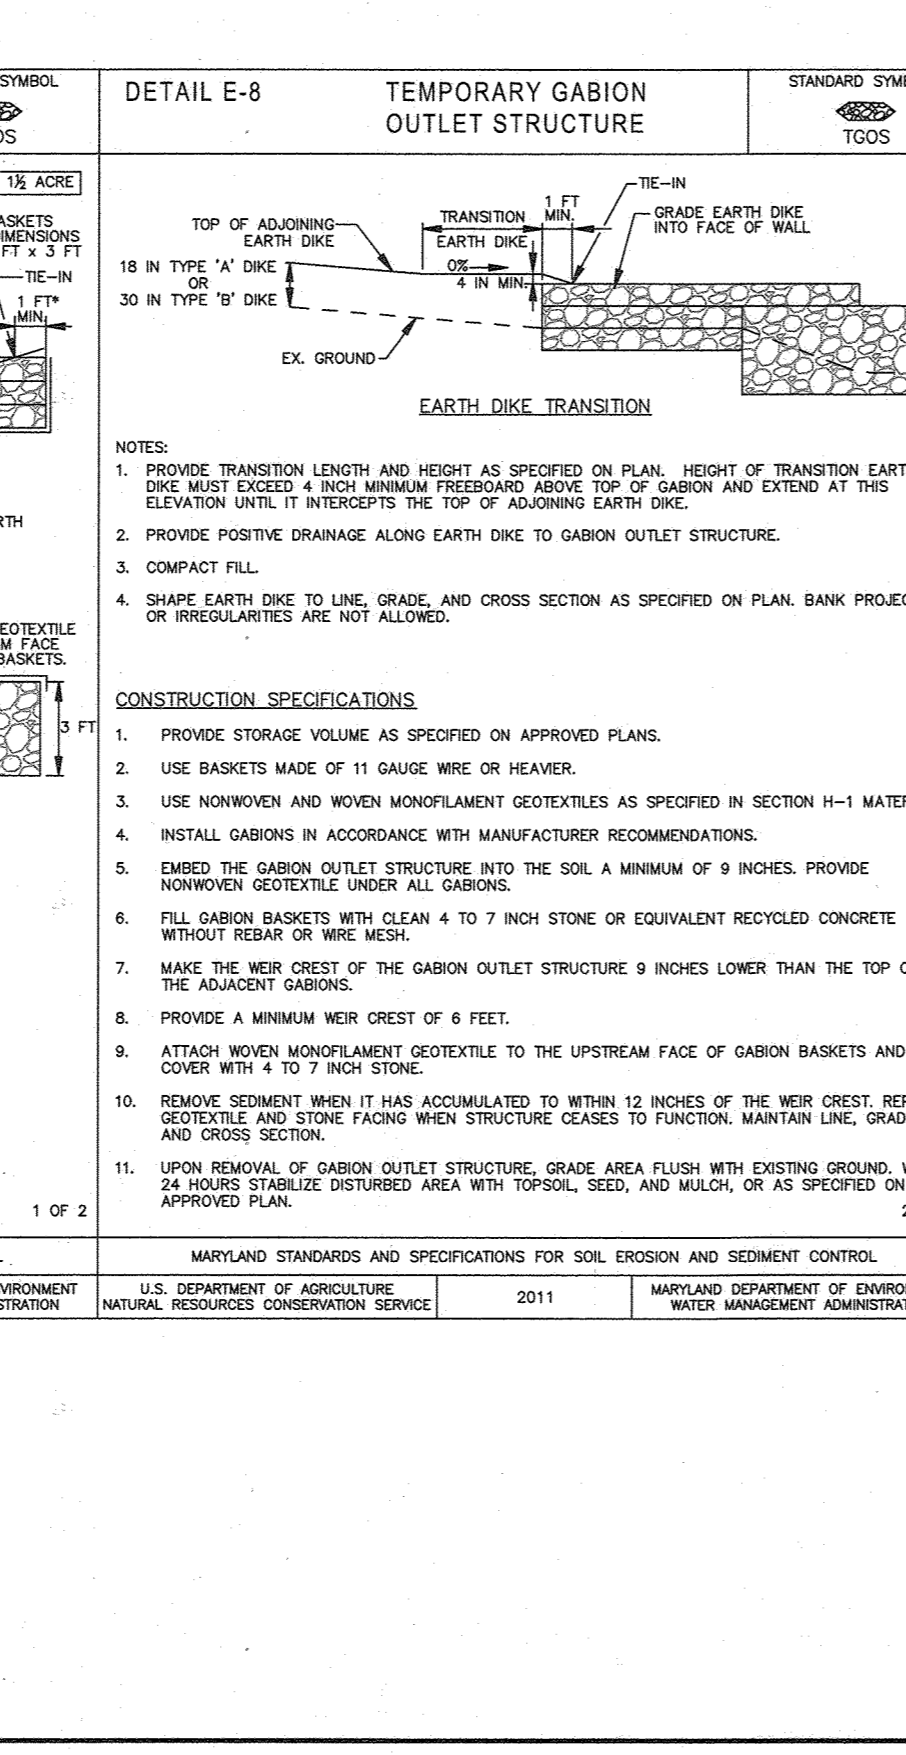 SYMBOL
OS
1½ ACRE
ASKETS
IMENSIONS
FT x 3 FT
TIE-IN
1 FT*
MIN.
RTH
EOTEXTILE
M FACE
BASKETS.
3 FT
1 OF 2
VIRONMENT
STRATION
DETAIL E-8
TEMPORARY GABION
OUTLET STRUCTURE
STANDARD SYM
TGOS
TIE-IN
1 FT
MIN.
TRANSITION
GRADE EARTH DIKE
INTO FACE OF WALL
TOP OF ADJOINING
EARTH DIKE
EARTH DIKE
18 IN TYPE 'A' DIKE
OR
30 IN TYPE 'B' DIKE
0%
4 IN MIN.
EX. GROUND
EARTH DIKE TRANSITION
NOTES:
1. PROVIDE TRANSITION LENGTH AND HEIGHT AS SPECIFIED ON PLAN. HEIGHT OF TRANSITION EART
DIKE MUST EXCEED 4 INCH MINIMUM FREEBOARD ABOVE TOP OF GABION AND EXTEND AT THIS
ELEVATION UNTIL IT INTERCEPTS THE TOP OF ADJOINING EARTH DIKE.
2. PROVIDE POSITIVE DRAINAGE ALONG EARTH DIKE TO GABION OUTLET STRUCTURE.
3. COMPACT FILL.
4. SHAPE EARTH DIKE TO LINE, GRADE, AND CROSS SECTION AS SPECIFIED ON PLAN. BANK PROJEC
OR IRREGULARITIES ARE NOT ALLOWED.
CONSTRUCTION SPECIFICATIONS
1. PROVIDE STORAGE VOLUME AS SPECIFIED ON APPROVED PLANS.
2. USE BASKETS MADE OF 11 GAUGE WIRE OR HEAVIER.
3. USE NONWOVEN AND WOVEN MONOFILAMENT GEOTEXTILES AS SPECIFIED IN SECTION H-1 MATER
4. INSTALL GABIONS IN ACCORDANCE WITH MANUFACTURER RECOMMENDATIONS.
5. EMBED THE GABION OUTLET STRUCTURE INTO THE SOIL A MINIMUM OF 9 INCHES. PROVIDE
NONWOVEN GEOTEXTILE UNDER ALL GABIONS.
6. FILL GABION BASKETS WITH CLEAN 4 TO 7 INCH STONE OR EQUIVALENT RECYCLED CONCRETE
WITHOUT REBAR OR WIRE MESH.
7. MAKE THE WEIR CREST OF THE GABION OUTLET STRUCTURE 9 INCHES LOWER THAN THE TOP O
THE ADJACENT GABIONS.
8. PROVIDE A MINIMUM WEIR CREST OF 6 FEET.
9. ATTACH WOVEN MONOFILAMENT GEOTEXTILE TO THE UPSTREAM FACE OF GABION BASKETS AND
COVER WITH 4 TO 7 INCH STONE.
10. REMOVE SEDIMENT WHEN IT HAS ACCUMULATED TO WITHIN 12 INCHES OF THE WEIR CREST. REP
GEOTEXTILE AND STONE FACING WHEN STRUCTURE CEASES TO FUNCTION. MAINTAIN LINE, GRAD
AND CROSS SECTION.
11. UPON REMOVAL OF GABION OUTLET STRUCTURE, GRADE AREA FLUSH WITH EXISTING GROUND. W
24 HOURS STABILIZE DISTURBED AREA WITH TOPSOIL, SEED, AND MULCH, OR AS SPECIFIED ON
APPROVED PLAN.
2
MARYLAND STANDARDS AND SPECIFICATIONS FOR SOIL EROSION AND SEDIMENT CONTROL
U.S. DEPARTMENT OF AGRICULTURE
NATURAL RESOURCES CONSERVATION SERVICE
2011
MARYLAND DEPARTMENT OF ENVIRO
WATER MANAGEMENT ADMINISTRAT